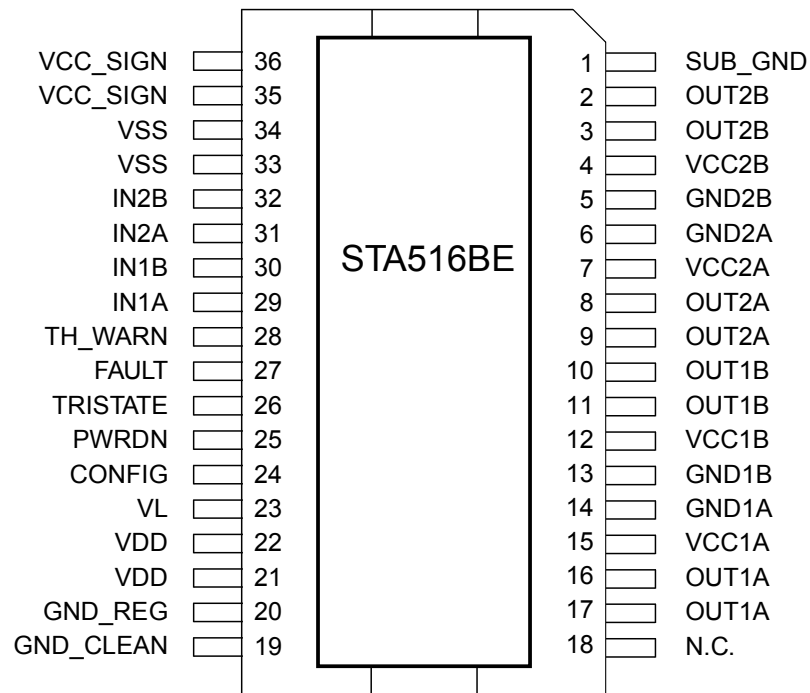 VCC_SIGN 36 1 SUB_GND
VCC_SIGN 35 2 OUT2B
VSS 34 3 OUT2B
VSS 33 4 VCC2B
IN2B 32 5 GND2B
IN2A 31 6 GND2A
STA516BE
IN1B 30 7 VCC2A
IN1A 29 8 OUT2A
TH_WARN 28 9 OUT2A
FAULT 27 10 OUT1B
TRISTATE 26 11 OUT1B
PWRDN 25 12 VCC1B
CONFIG 24 13 GND1B
VL 23 14 GND1A
VDD 22 15 VCC1A
VDD 21 16 OUT1A
GND_REG 20 17 OUT1A
GND_CLEAN 19 18 N.C.